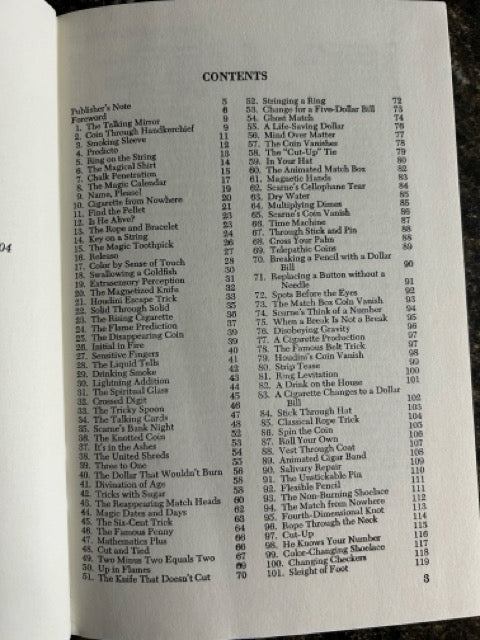 04
CONTENTS
Publisher's Note 5
Foreword 6
1. The Talking Mirror 9
2. Coin Through Handkerchief 9
3. Smoking Sleeve 11
4. Predicto 12
5. Ring on the String 13
6. The Magical Shirt 14
7. Chalk Penetration 15
8. The Magic Calendar 17
9. Name, Please! 19
10. Cigarette from Nowhere 20
11. Find the Pellet 21
12. Is He Alive? 23
13. The Rope and Bracelet 23
14. Key on a String 24
15. The Magic Toothpick 26
16. Release 27
17. Color by Sense of Touch 28
18. Swallowing a Goldfish 30
19. Extrasensory Perception 31
20. The Magnetized Knife 32
21. Houdini Escape Trick 33
22. Solid Through Solid 35
23. The Rising Cigarette 36
24. The Flame Prediction 37
25. The Disappearing Coin 39
26. Initial in Fire 39
27. Sensitive Fingers 40
28. The Liquid Tells 41
29. Drinking Smoke 42
30. Lightning Addition 43
31. The Spiritual Glass 44
32. Crossed Digit 45
33. The Tricky Spoon 46
34. The Talking Cards 47
35. Scarne's Bank Night 48
36. The Knotted Coin 52
37. It's in the Ashes 53
38. The United Shreds 54
39. Three to One 55
40. The Dollar That Wouldn't Burn 56
41. Divination of Age 58
42. Tricks with Sugar 58
43. The Reappearing Match Heads 60
44. Magic Dates and Days 62
45. The Six-Cent Trick 63
46. The Famous Penny 64
47. Mathematics Plus 66
48. Cut and Tied 66
49. Two Minus Two Equals Two 67
50. Up in Flames 69
51. The Knife That Doesn't Cut 70
52. Stringing a Ring 72
53. Change for a Five-Dollar Bill 73
54. Ghost Match 74
55. A Life-Saving Dollar 76
56. Mind Over Matter 77
57. The Coin Vanishes 78
58. The "Cut-Up" Tie 79
59. In Your Hat 80
60. The Animated Match Box 82
61. Magnetic Hands 83
62. Scarne's Cellophane Tear 84
63. Dry Water 85
64. Multiplying Dimes 85
65. Scarne's Coin Vanish 86
66. Time Machine 87
67. Through Stick and Pin 88
68. Cross Your Palm 88
69. Telepathic Coins 89
70. Breaking a Pencil with a Dollar
Bill 90
71. Replacing a Button without a
Needle 91
72. Spots Before the Eyes 92
73. The Match Box Coin Vanish 93
74. Scarne's Think of a Number 94
75. When a Break Is Not a Break 95
76. Disobeying Gravity 96
77. A Cigarette Production 97
78. The Famous Belt Trick 97
79. Houdini's Coin Vanish 98
80. Strip Tease 99
81. Ring Levitation 100
82. A Drink on the House 101
83. A Cigarette Changes to a Dollar
Bill 102
84. Stick Through Hat 103
85. Classical Rope Trick 104
86. Spin the Coin 105
87. Roll Your Own 106
88. Vest Through Coat 107
89. Animated Cigar Band 108
90. Salivary Repair 109
91. The Unstickable Pin 110
92. Flexible Pencil 111
93. The Non-Burning Shoelace 111
94. The Match from Nowhere 112
95. Fourth-Dimensional Knot 113
96. Rope Through the Neck 114
97. Cut-Up 115
98. He Knows Your Number 116
99. Color-Changing Shoelace 117
100. Changing Checkers 118
101. Sleight of Foot 119
3